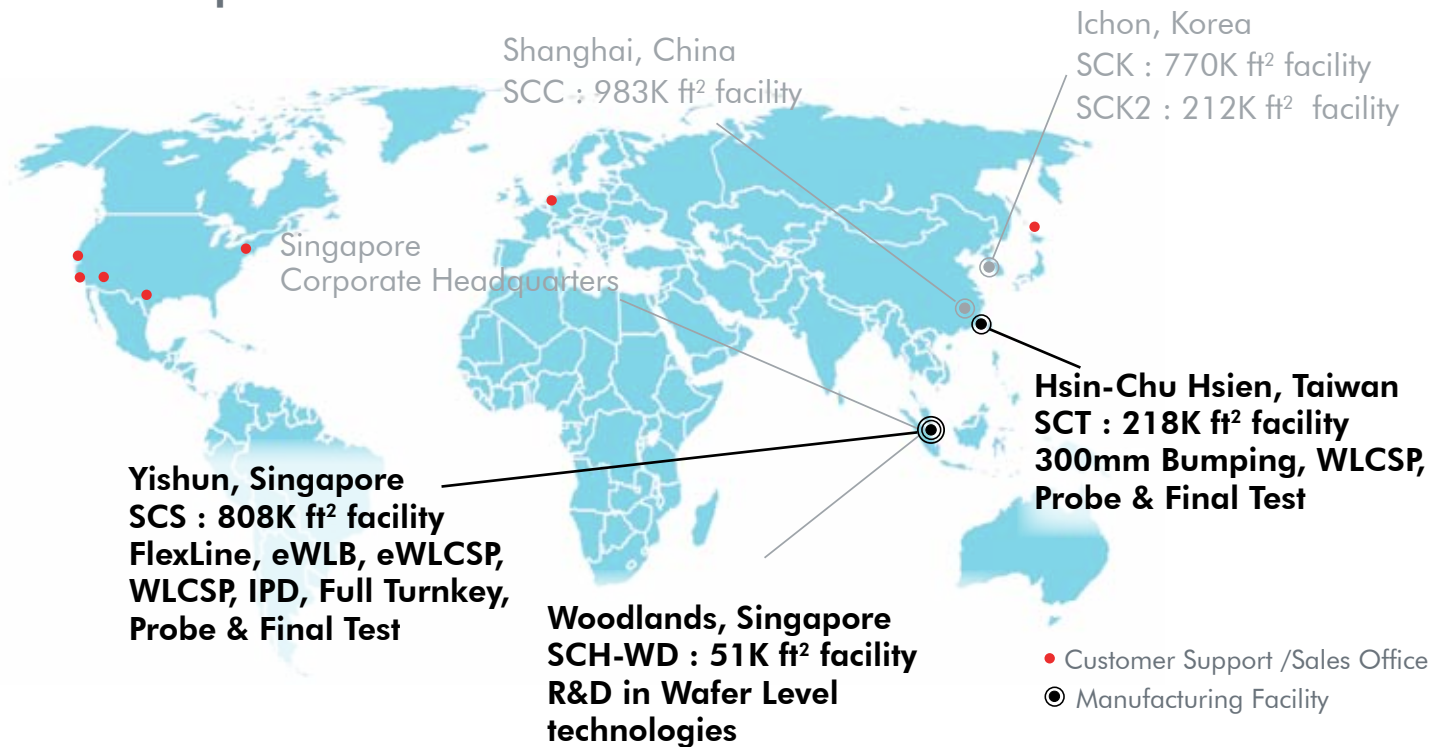 Shanghai, China
SCC : 983K ft² facility
Ichon, Korea
SCK : 770K ft² facility
SCK2 : 212K ft² facility
Singapore
Corporate Headquarters
Hsin-Chu Hsien, Taiwan
SCT : 218K ft² facility
300mm Bumping, WLCSP,
Probe & Final Test
Yishun, Singapore
SCS : 808K ft² facility
FlexLine, eWLB, eWLCSP,
WLCSP, IPD, Full Turnkey,
Probe & Final Test
Woodlands, Singapore
SCH-WD : 51K ft² facility
R&D in Wafer Level
technologies
Customer Support /Sales Office
Manufacturing Facility